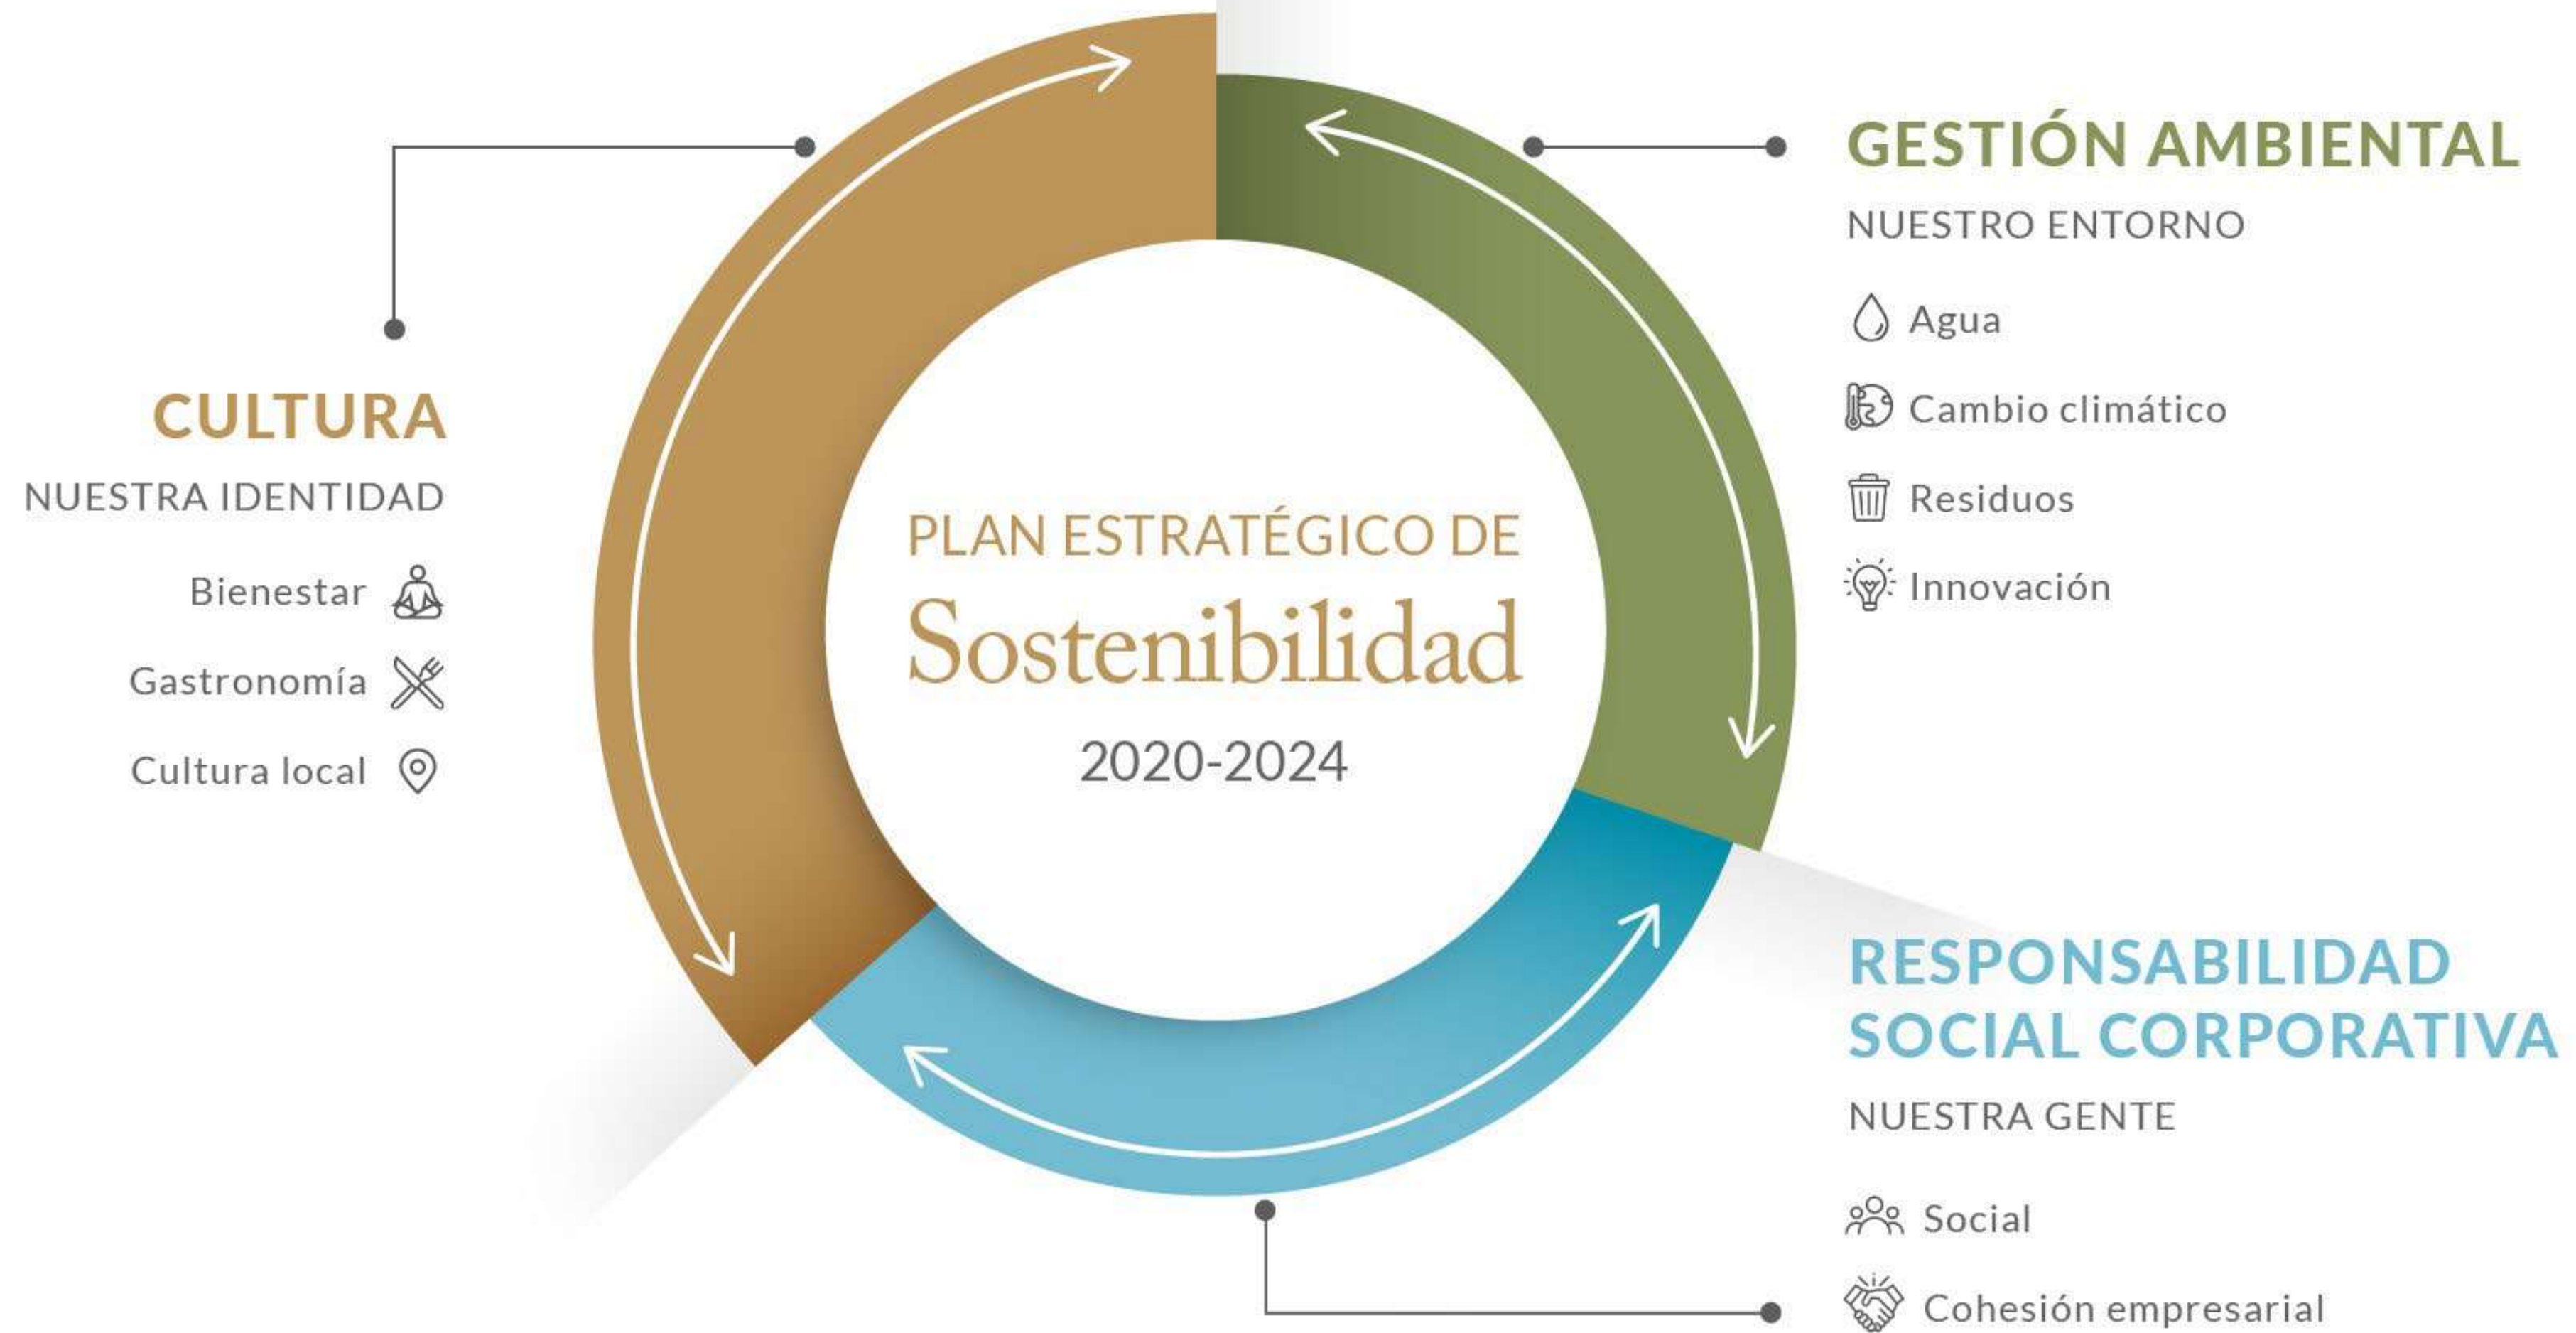 PLAN ESTRATÉGICO DE
Sostenibilidad
2020-2024
CULTURA
NUESTRA IDENTIDAD
Bienestar
Gastronomía
Cultura local
GESTIÓN AMBIENTAL
NUESTRO ENTORNO
Agua
Cambio climático
Residuos
Innovación
RESPONSABILIDAD
SOCIAL CORPORATIVA
NUESTRA GENTE
Social
Cohesión empresarial